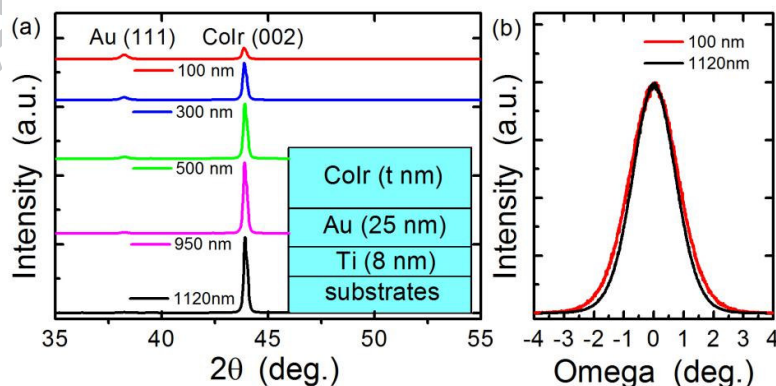 (a)
Au (111) CoIr (002)
100 nm
300 nm
500 nm
950 nm
1120nm
CoIr (t nm)
Au (25 nm)
Ti (8 nm)
substrates
Intensity (a.u.)
35 40 45 50 55
2θ (deg.)
(b)
100 nm
1120nm
Intensity (a.u.)
-4 -3 -2 -1 0 1 2 3 4
Omega (deg.)